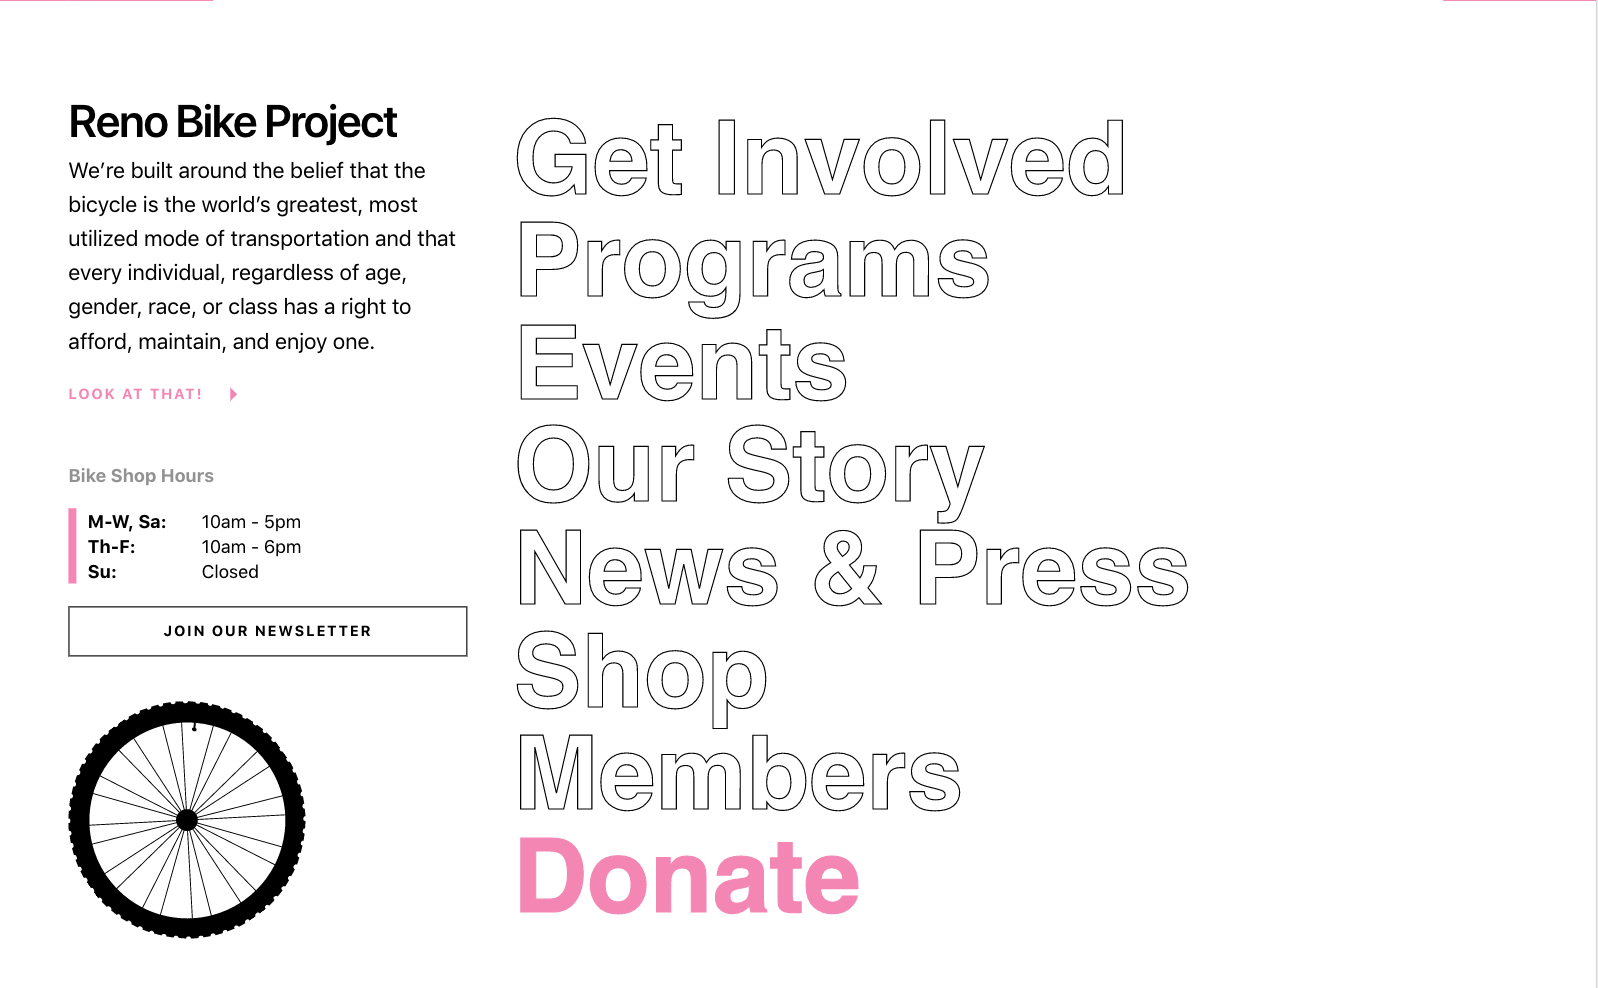 Reno Bike Project
We’re built around the belief that the
bicycle is the world’s greatest, most
utilized mode of transportation and that
every individual, regardless of age,
gender, race, or class has a right to
afford, maintain, and enjoy one.
LOOK AT THAT!
Bike Shop Hours
M-W, Sa: 10am - 5pm
Th-F: 10am - 6pm
Su: Closed
JOIN OUR NEWSLETTER
Get Involved
Programs
Events
Our Story
News & Press
Shop
Members
Donate